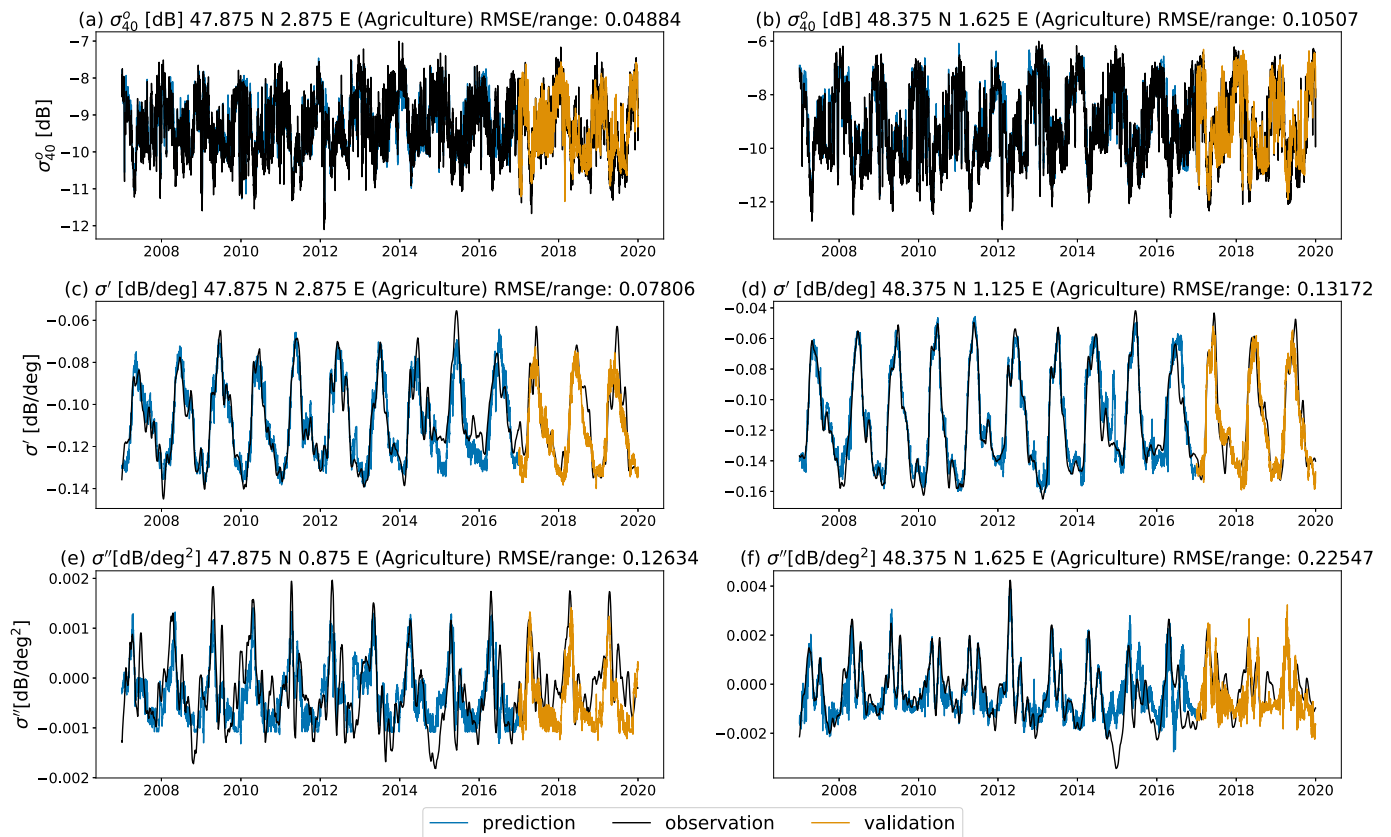 (a) σ⁰₄₀ [dB] 47.875 N 2.875 E (Agriculture) RMSE/range: 0.04884
σ⁰₄₀ [dB]
−7
−8
−9
−10
−11
−12
2008 2010 2012 2014 2016 2018 2020
(b) σ⁰₄₀ [dB] 48.375 N 1.625 E (Agriculture) RMSE/range: 0.10507
−6
−8
−10
−12
2008 2010 2012 2014 2016 2018 2020
(c) σ′ [dB/deg] 47.875 N 2.875 E (Agriculture) RMSE/range: 0.07806
σ′ [dB/deg]
−0.06
−0.08
−0.10
−0.12
−0.14
2008 2010 2012 2014 2016 2018 2020
(d) σ′ [dB/deg] 48.375 N 1.125 E (Agriculture) RMSE/range: 0.13172
−0.04
−0.06
−0.08
−0.10
−0.12
−0.14
−0.16
2008 2010 2012 2014 2016 2018 2020
(e) σ″[dB/deg²] 47.875 N 0.875 E (Agriculture) RMSE/range: 0.12634
σ″[dB/deg²]
0.002
0.001
0.000
−0.001
−0.002
2008 2010 2012 2014 2016 2018 2020
(f) σ″[dB/deg²] 48.375 N 1.625 E (Agriculture) RMSE/range: 0.22547
0.004
0.002
0.000
−0.002
2008 2010 2012 2014 2016 2018 2020
prediction observation validation